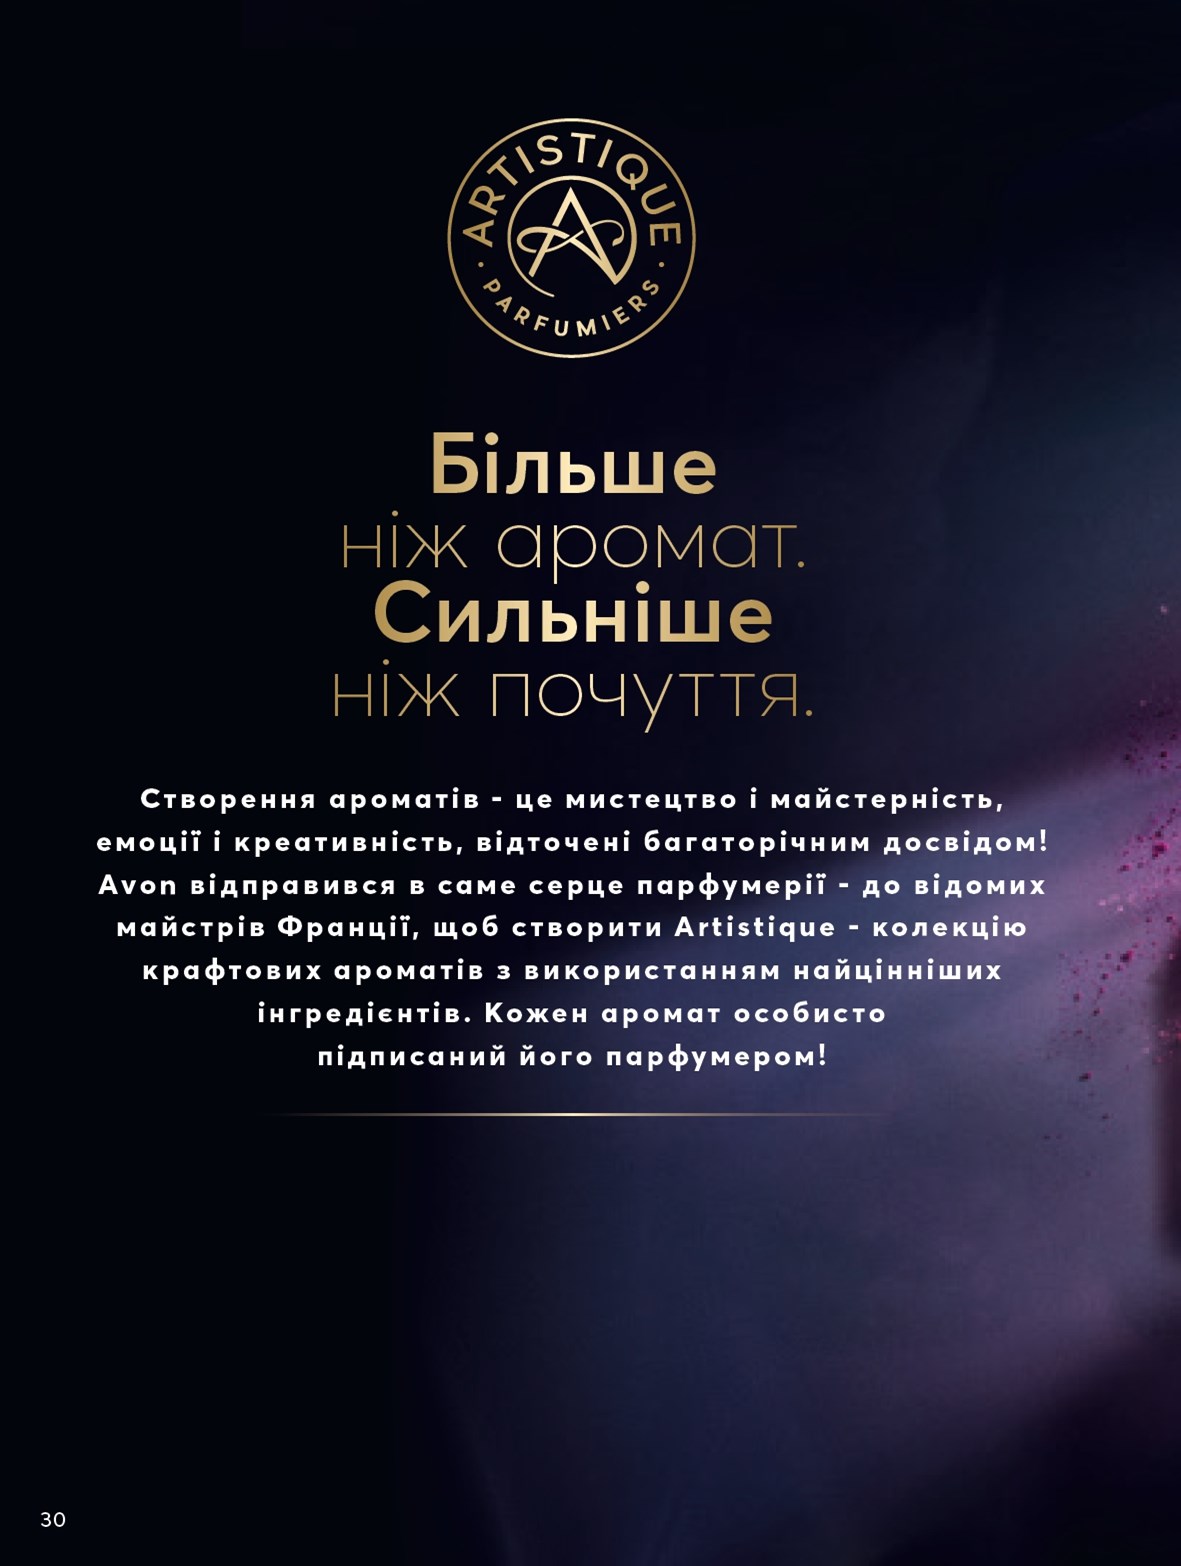 ARTISTIQUE
· PARFUMIERS ·
Більше
ніж аромат.
Сильніше
ніж почуття.
Створення ароматів - це мистецтво і майстерність,
емоції і креативність, відточені багаторічним досвідом!
Avon відправився в саме серце парфумерії - до відомих
майстрів Франції, щоб створити Artistique - колекцію
крафтових ароматів з використанням найцінніших
інгредієнтів. Кожен аромат особисто
підписаний його парфумером!
30